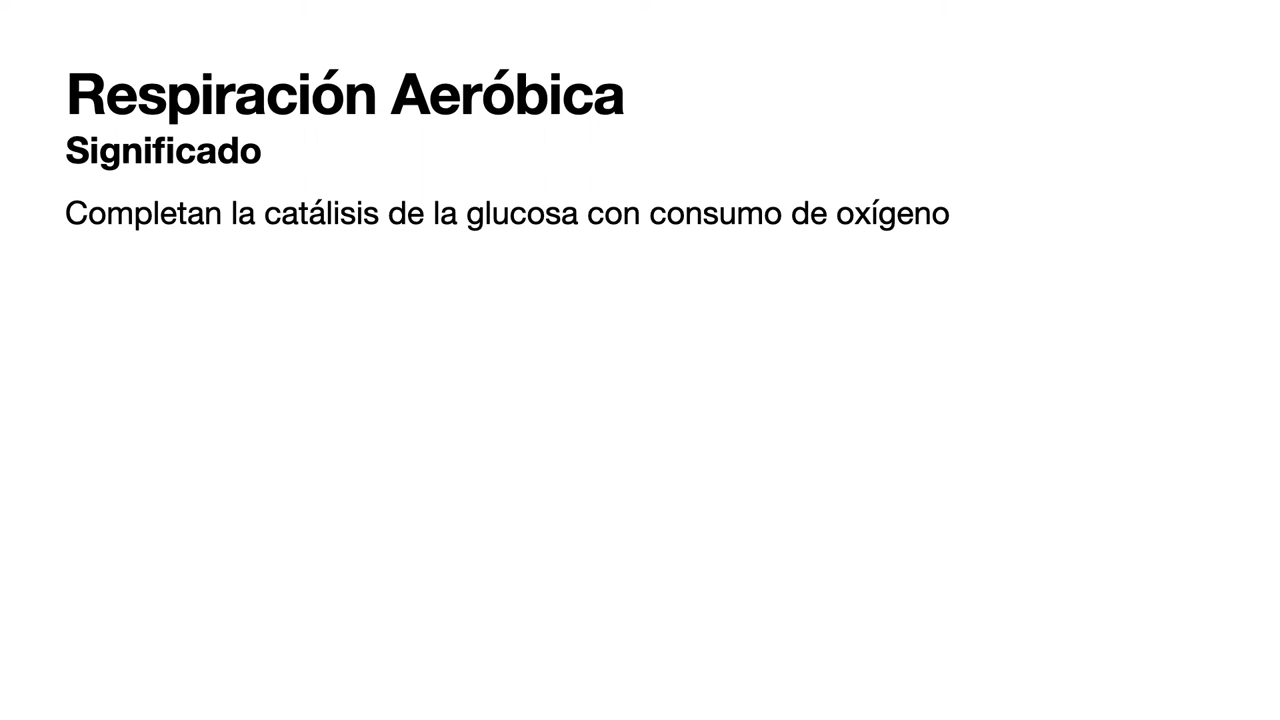 Respiración Aeróbica
Significado
Completan la catálisis de la glucosa con consumo de oxígeno